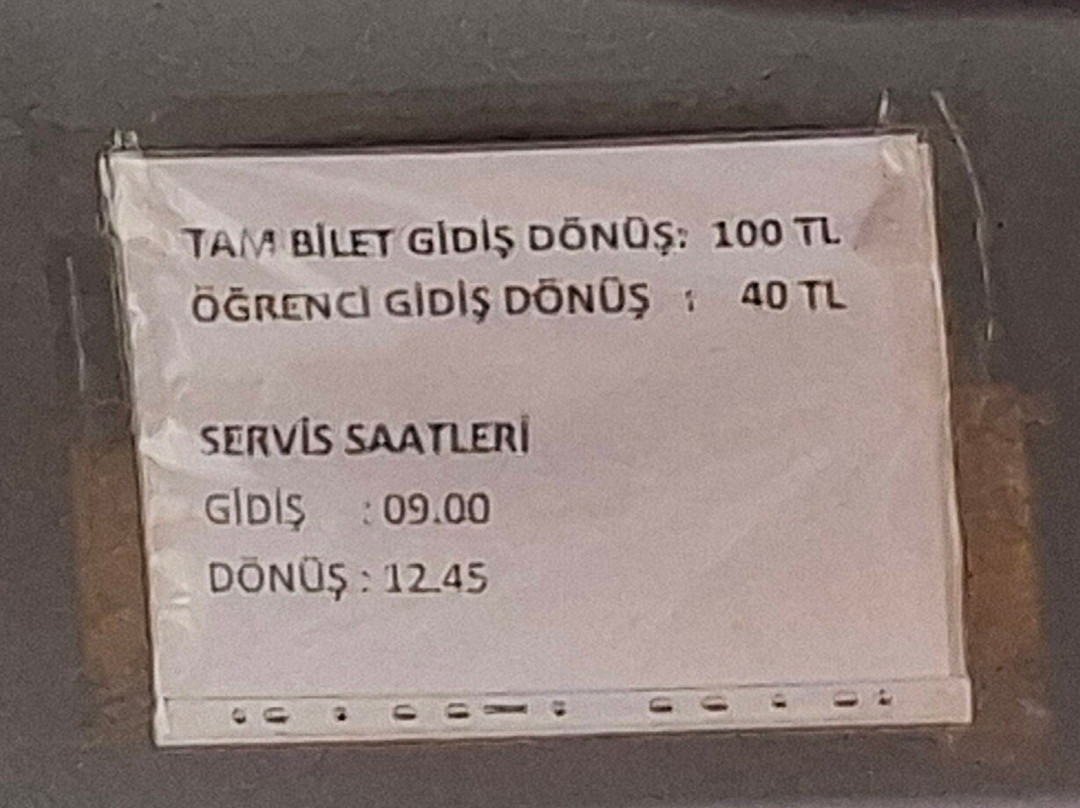 TAM BİLET GİDİŞ DÖNÜŞ: 100 TL
ÖĞRENCİ GİDİŞ DÖNÜŞ : 40 TL
SERVİS SAATLERİ
GİDİŞ : 09.00
DÖNÜŞ : 12.45